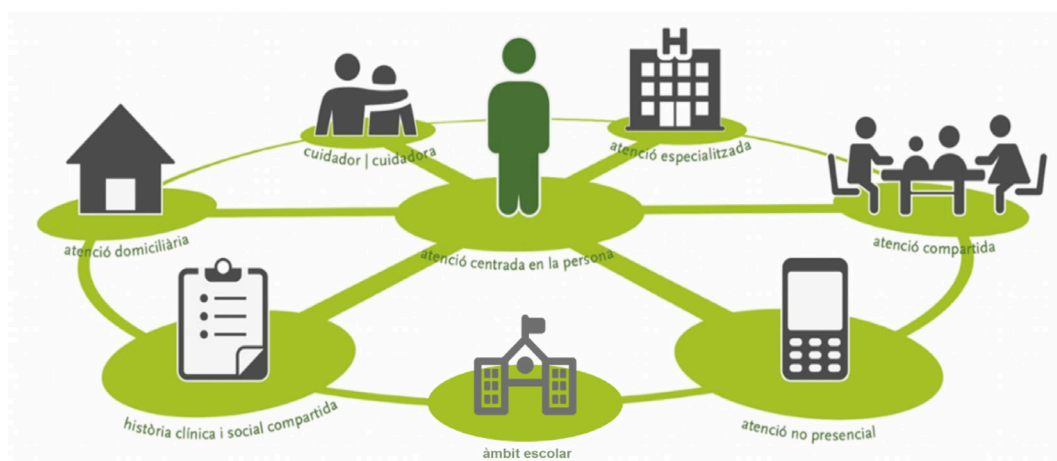 H
cuidador | cuidadora
atenció especialitzada
atenció domiciliària
atenció centrada en la persona
atenció compartida
història clínica i social compartida
atenció no presencial
àmbit escolar